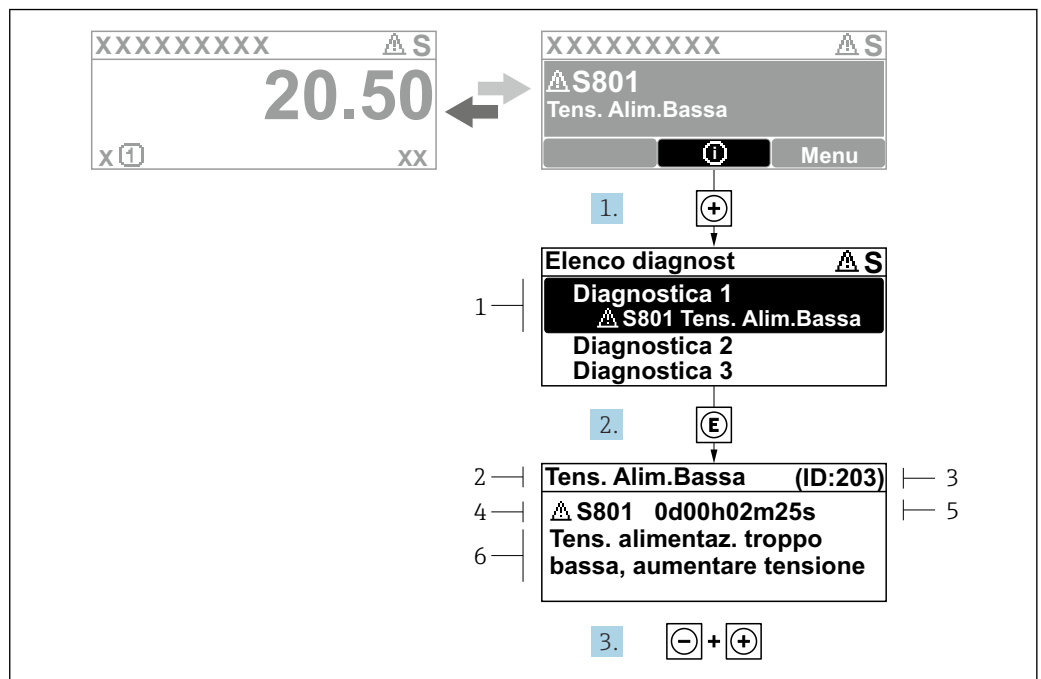 XXXXXXXXX ⚠ S
20.50
x ① xx
XXXXXXXXX ⚠ S
⚠ S801
Tens. Alim.Bassa
ⓘ Menu
1. +
Elenco diagnost ⚠ S
1
Diagnostica 1
⚠ S801 Tens. Alim.Bassa
Diagnostica 2
Diagnostica 3
2. E
2 Tens. Alim.Bassa (ID:203) 3
4 ⚠ S801 0d00h02m25s 5
6 Tens. alimentaz. troppo
bassa, aumentare tensione
3. - + +